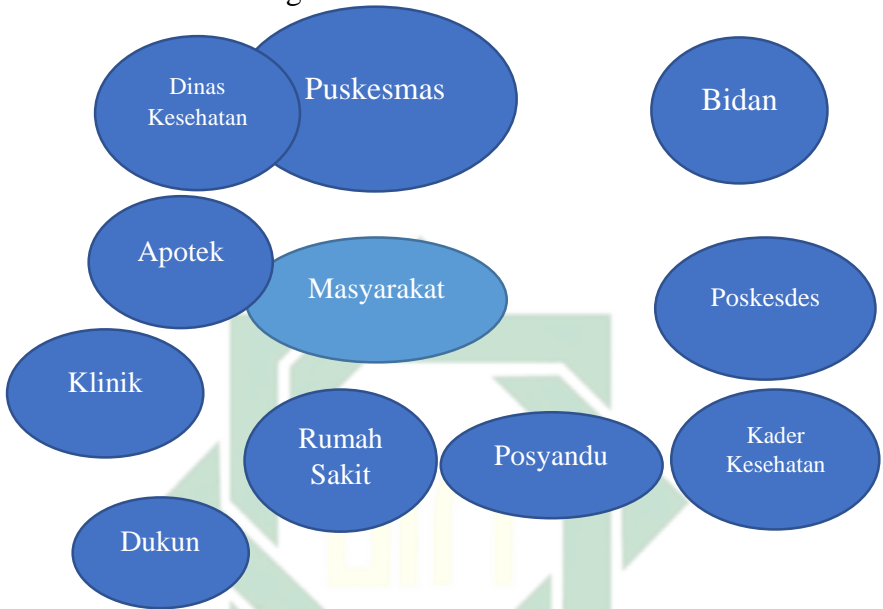 Dinas
Kesehatan
Puskesmas
Bidan
Apotek
Masyarakat
Poskesdes
Klinik
Rumah
Sakit
Posyandu
Kader
Kesehatan
Dukun